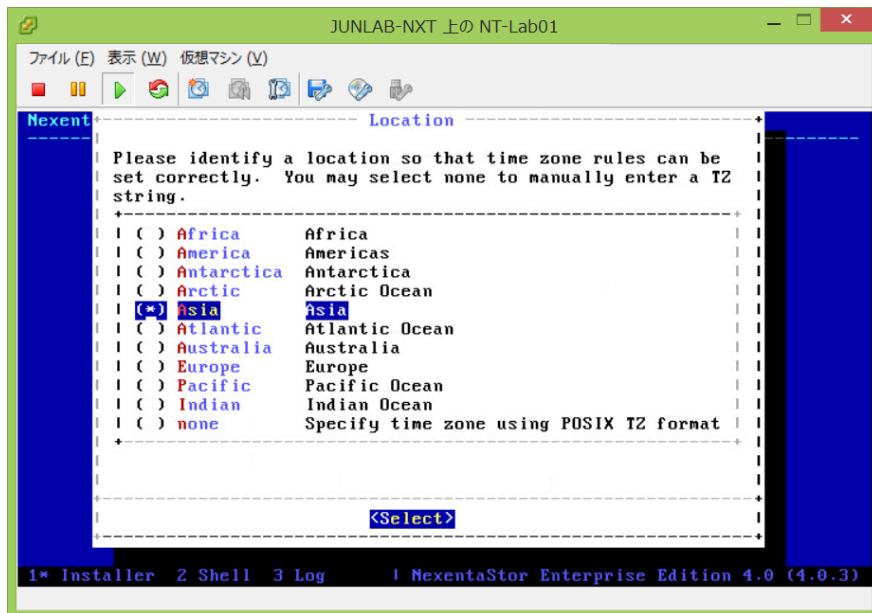 JUNLAB-NXT 上の NT-Lab01
ファイル (F) 表示 (W) 仮想マシン (V)
Nexent
Location
Please identify a location so that time zone rules can be
set correctly. You may select none to manually enter a TZ
string.
( ) Africa Africa
( ) America Americas
( ) Antarctica Antarctica
( ) Arctic Arctic Ocean
(*) Asia Asia
( ) Atlantic Atlantic Ocean
( ) Australia Australia
( ) Europe Europe
( ) Pacific Pacific Ocean
( ) Indian Indian Ocean
( ) none Specify time zone using POSIX TZ format
<Select>
1* Installer 2 Shell 3 Log | NexentaStor Enterprise Edition 4.0 (4.0.3)